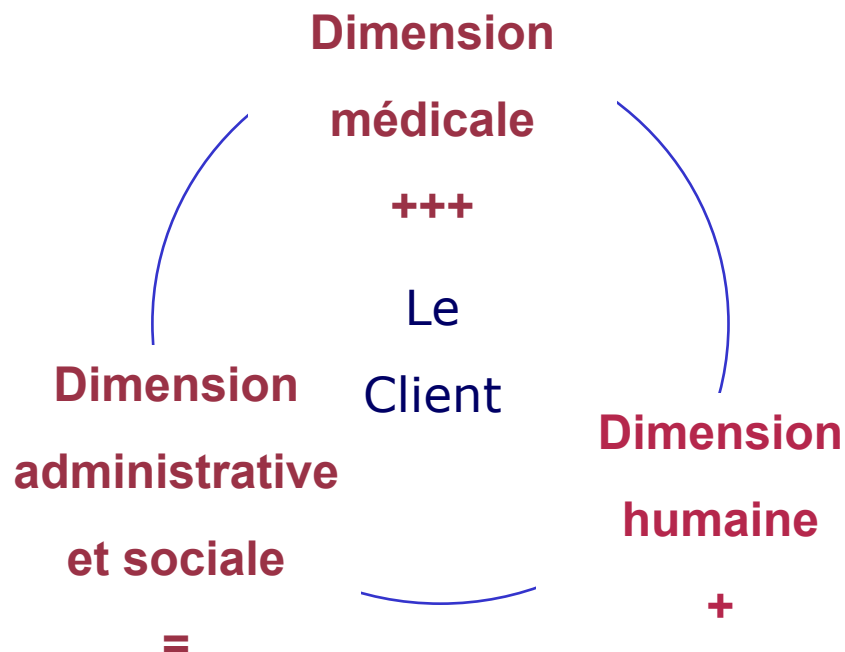 Dimension
médicale
+++
Le
Client
Dimension
administrative
et sociale
=
Dimension
humaine
+